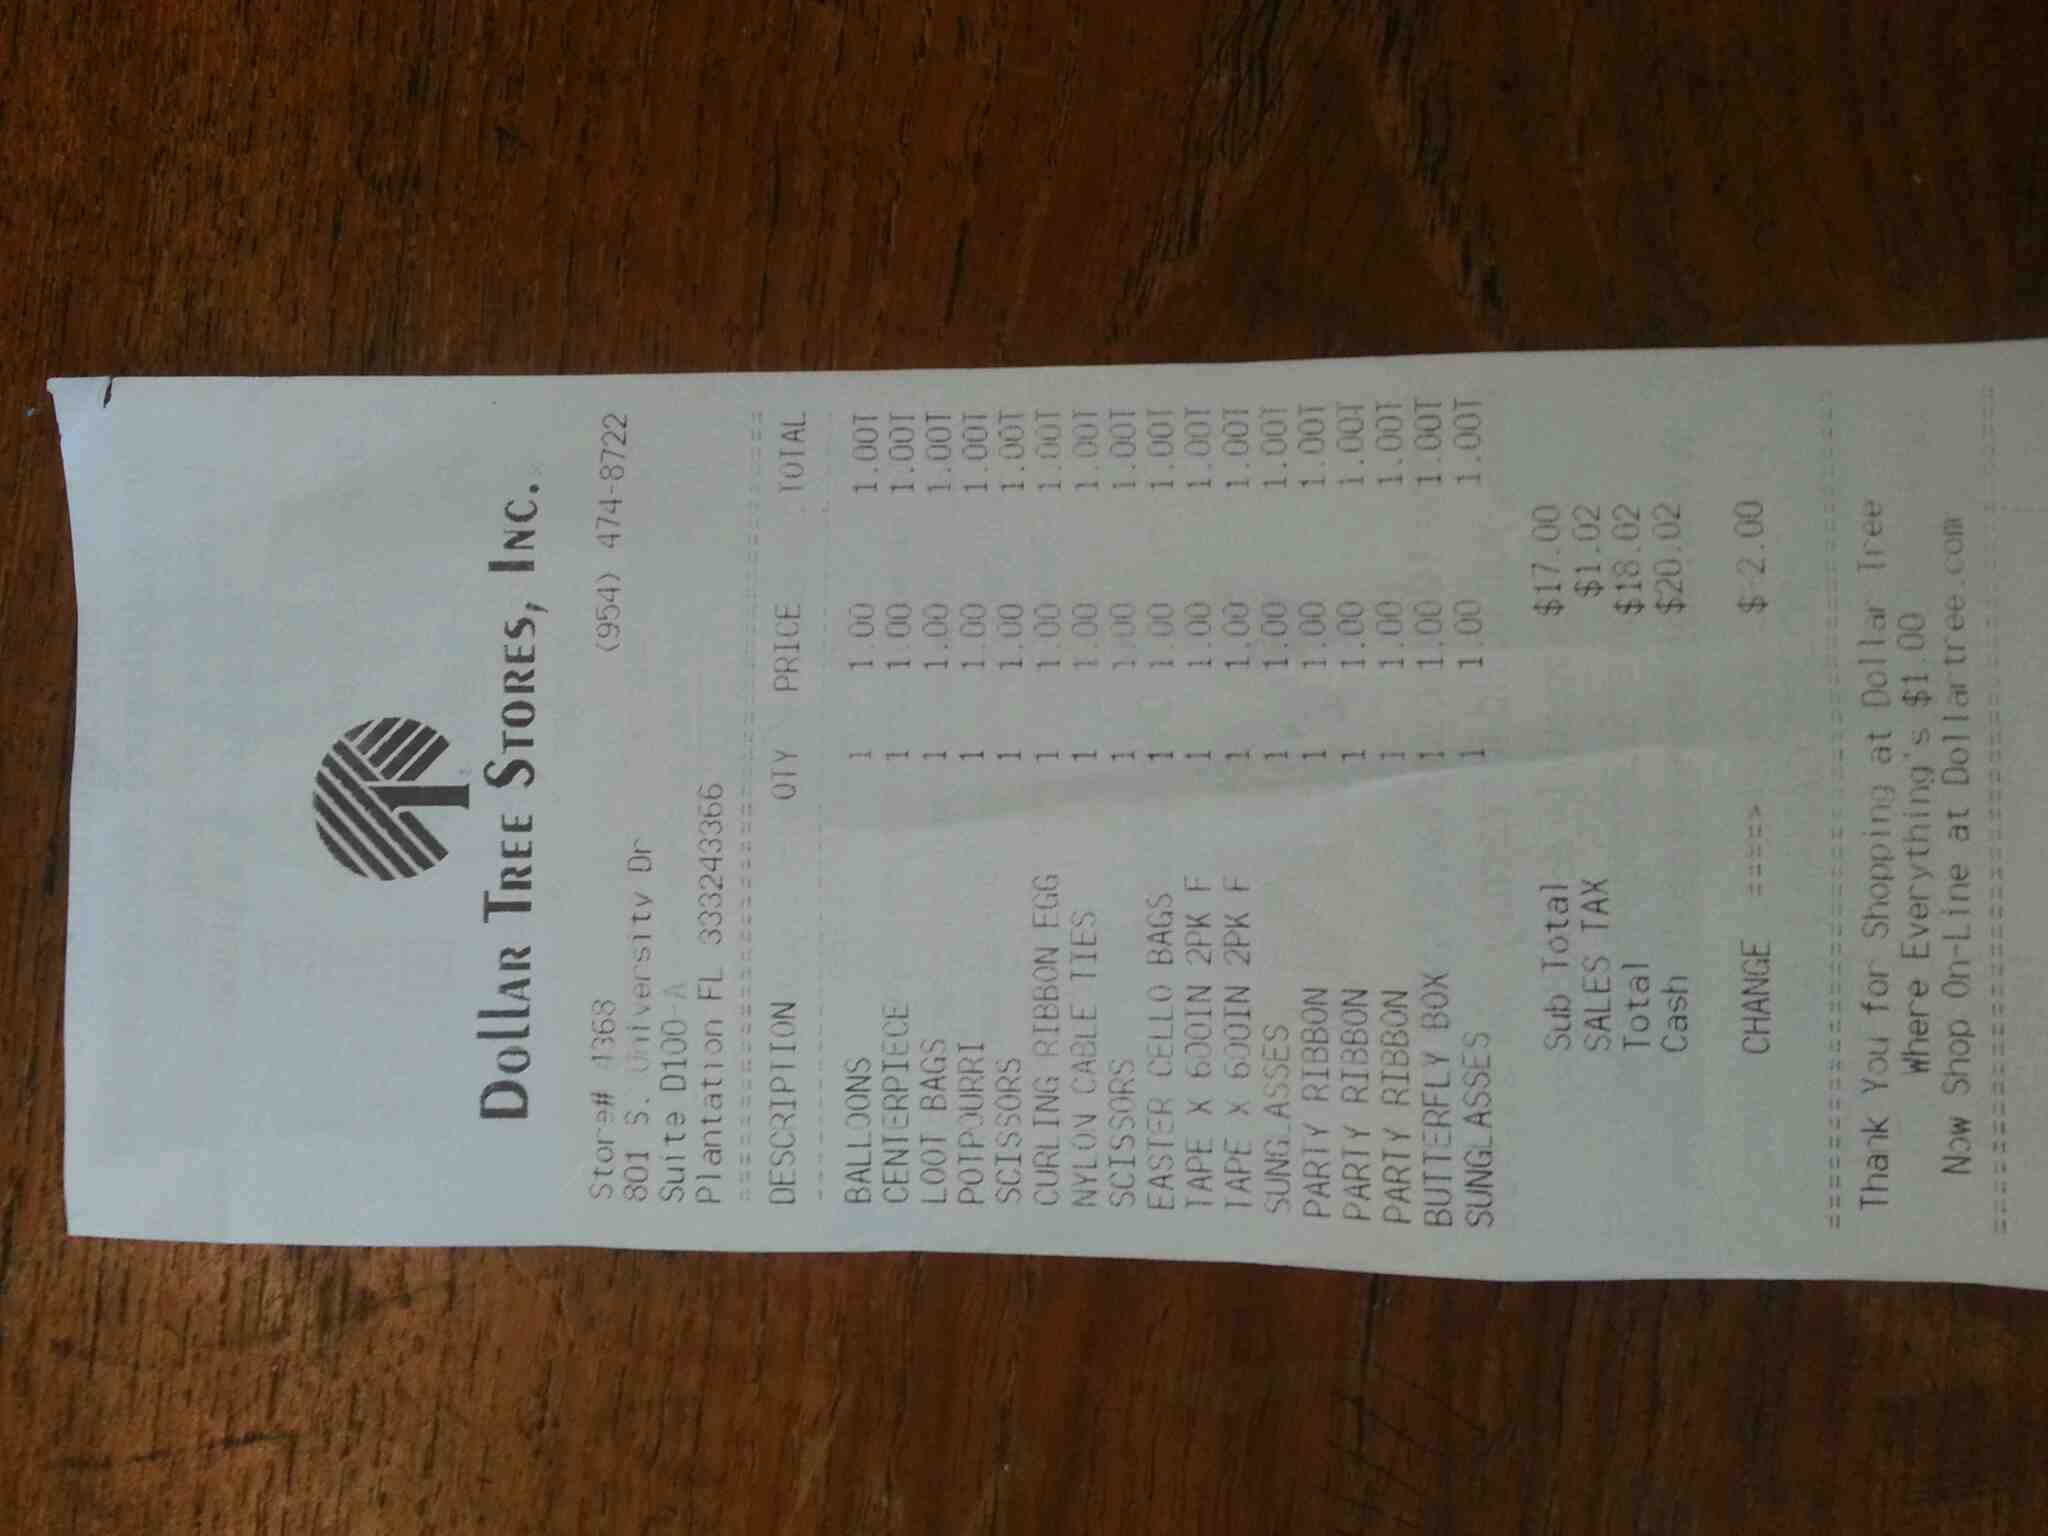 DOLLAR TREE STORES, INC.
Store# 4368 (954) 474-8722
801 S. University Dr
Suite D100-A
Plantation FL 333243366
==================================================
DESCRIPTION QTY PRICE TOTAL
BALLOONS 1 1.00 1.00T
CENTERPIECE 1 1.00 1.00T
LOOT BAGS 1 1.00 1.00T
POTPOURRI 1 1.00 1.00T
SCISSORS 1 1.00 1.00T
CURLING RIBBON EGG 1 1.00 1.00T
NYLON CABLE TIES 1 1.00 1.00T
SCISSORS 1 1.00 1.00T
EASTER CELLO BAGS 1 1.00 1.00T
TAPE X 600IN 2PK F 1 1.00 1.00T
TAPE X 600IN 2PK F 1 1.00 1.00T
SUNGLASSES 1 1.00 1.00T
PARTY RIBBON 1 1.00 1.00T
PARTY RIBBON 1 1.00 1.00T
PARTY RIBBON 1 1.00 1.00T
BUTTERFLY BOX 1 1.00 1.00T
SUNGLASSES 1 1.00 1.00T
Sub Total $17.00
SALES TAX $1.02
Total $18.02
Cash $20.02
CHANGE ====> $-2.00
==================================================
Thank You for Shopping at Dollar Tree
Where Everything's $1.00
Now Shop On-Line at Dollartree.com
==================================================